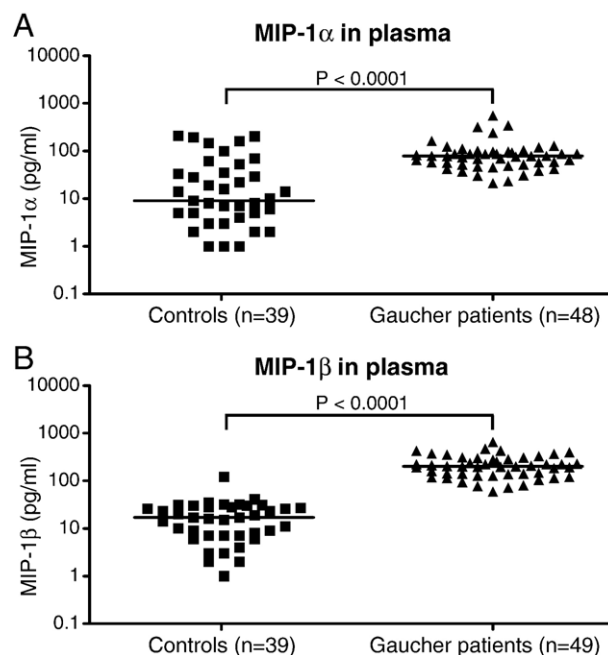 A
MIP-1α in plasma
P < 0.0001
MIP-1α (pg/ml)
10000
1000
100
10
1
0.1
Controls (n=39)
Gaucher patients (n=48)
B
MIP-1β in plasma
P < 0.0001
MIP-1β (pg/ml)
10000
1000
100
10
1
0.1
Controls (n=39)
Gaucher patients (n=49)